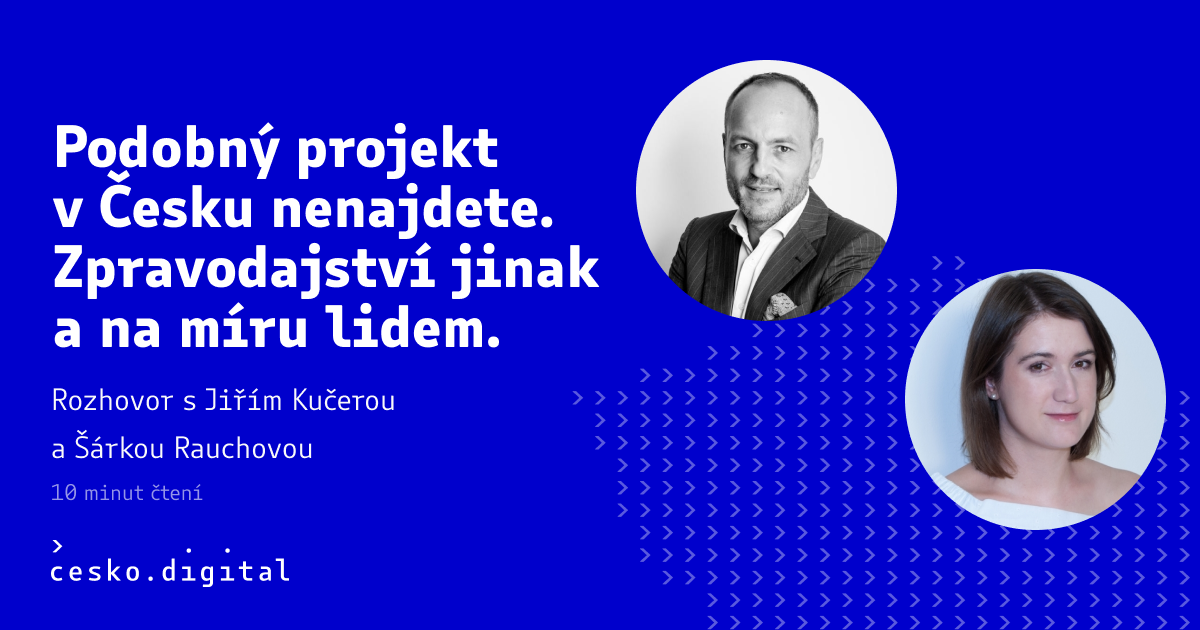 Podobný projekt
v Česku nenajdete.
Zpravodajství jinak
a na míru lidem.
Rozhovor s Jiřím Kučerou
a Šárkou Rauchovou
10 minut čtení
cesko.digital